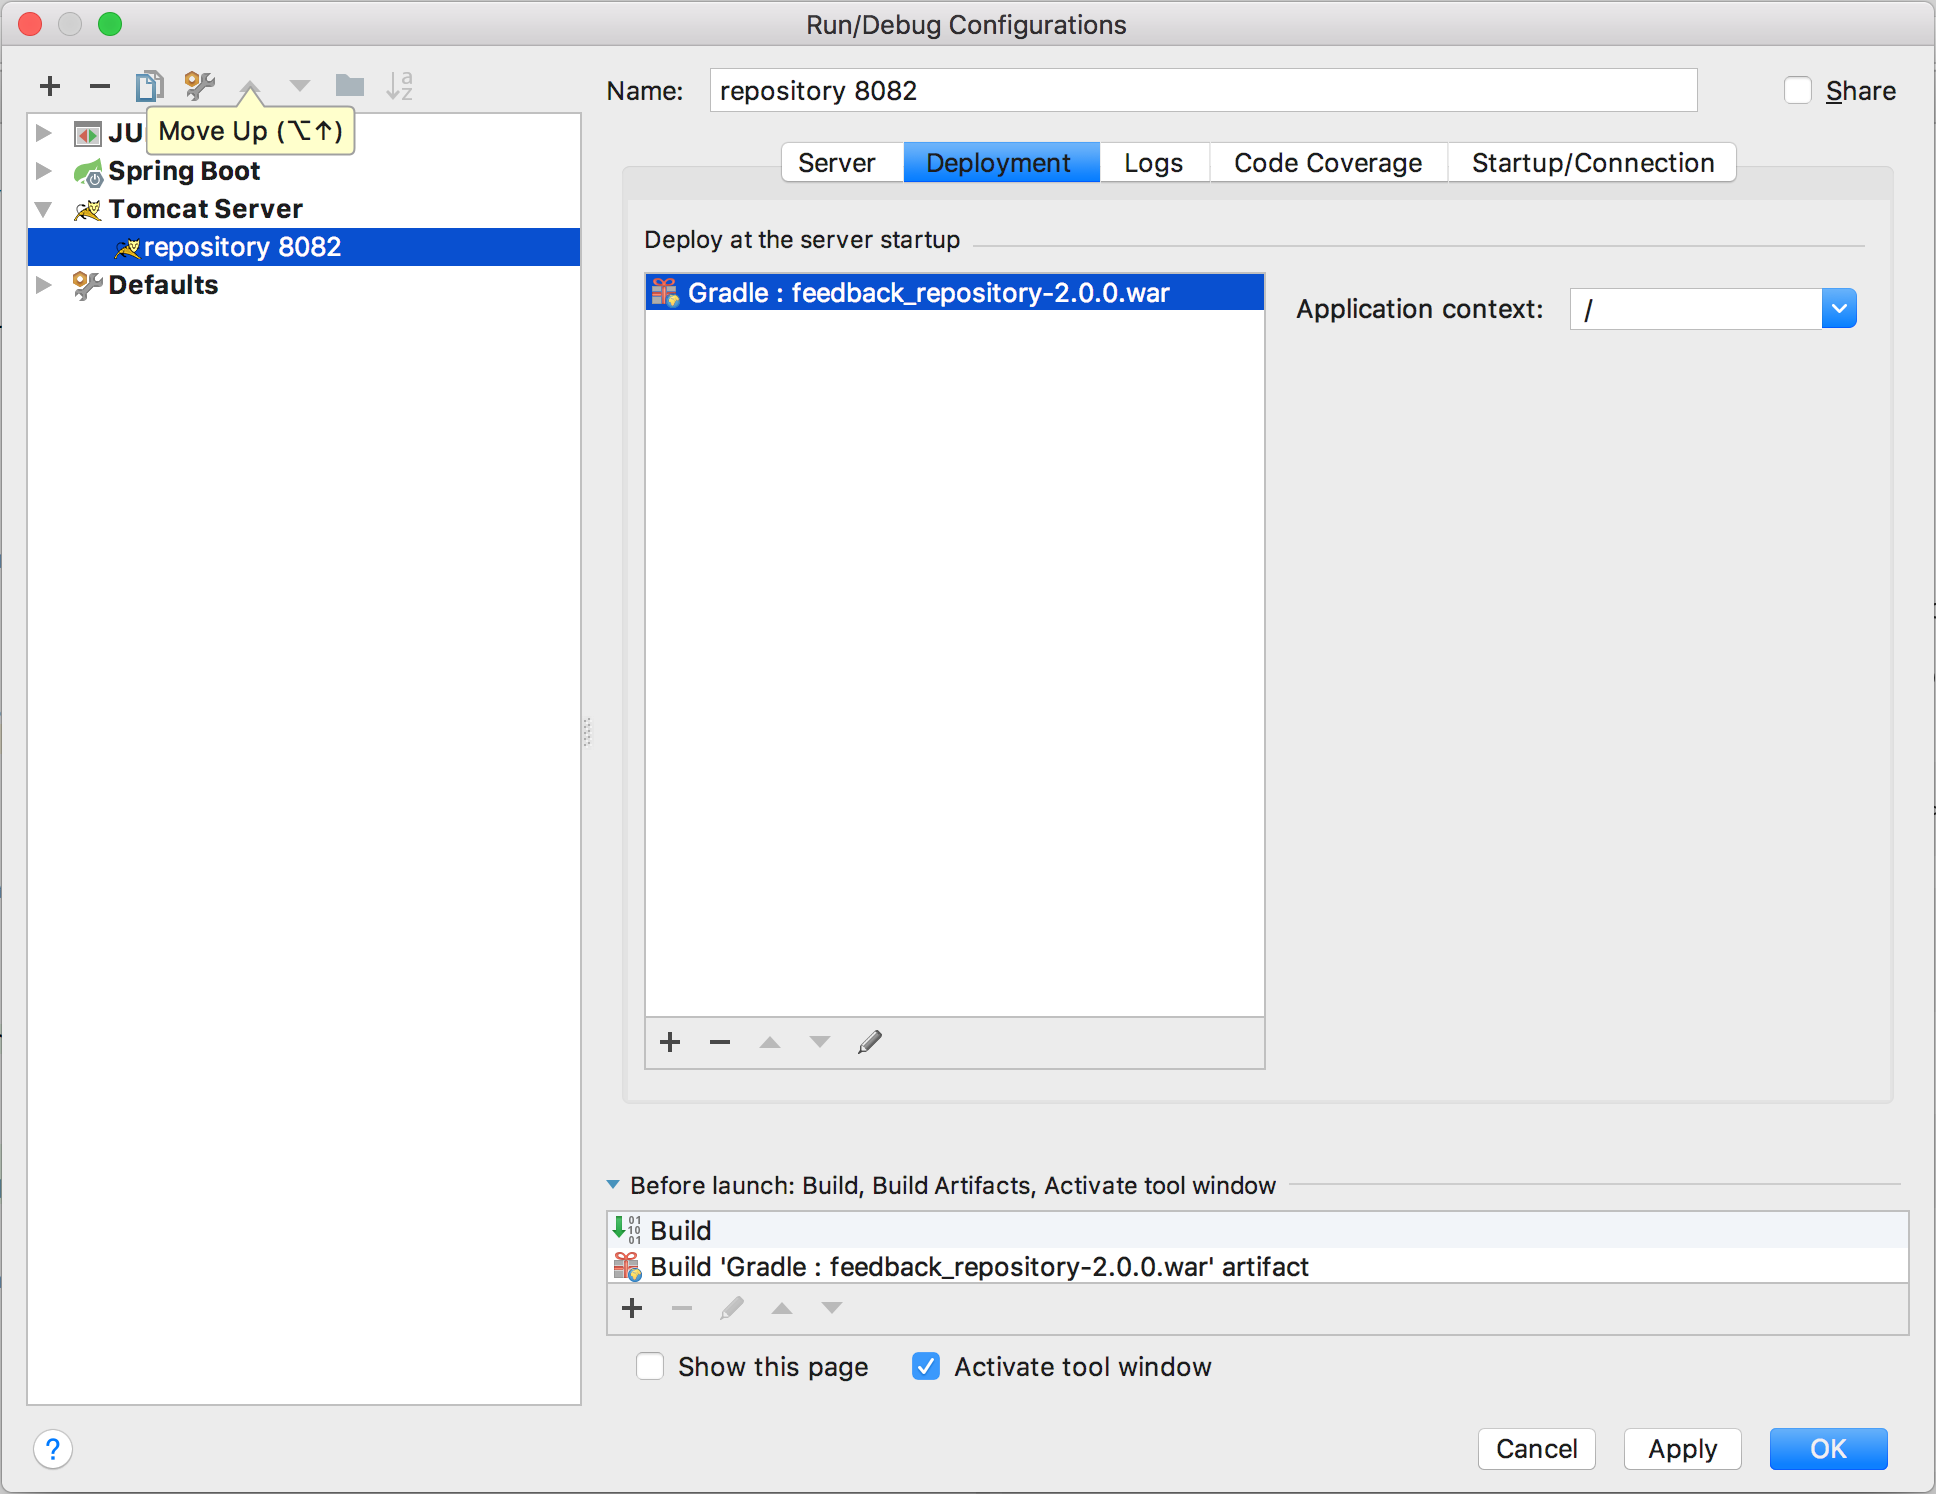 Run/Debug Configurations
Move Up (⌥↑)
JU
Spring Boot
Tomcat Server
repository 8082
Defaults
Name: repository 8082
Share
Server Deployment Logs Code Coverage Startup/Connection
Deploy at the server startup
Gradle : feedback_repository-2.0.0.war
Application context: /
Before launch: Build, Build Artifacts, Activate tool window
Build
Build 'Gradle : feedback_repository-2.0.0.war' artifact
Show this page Activate tool window
? Cancel Apply OK